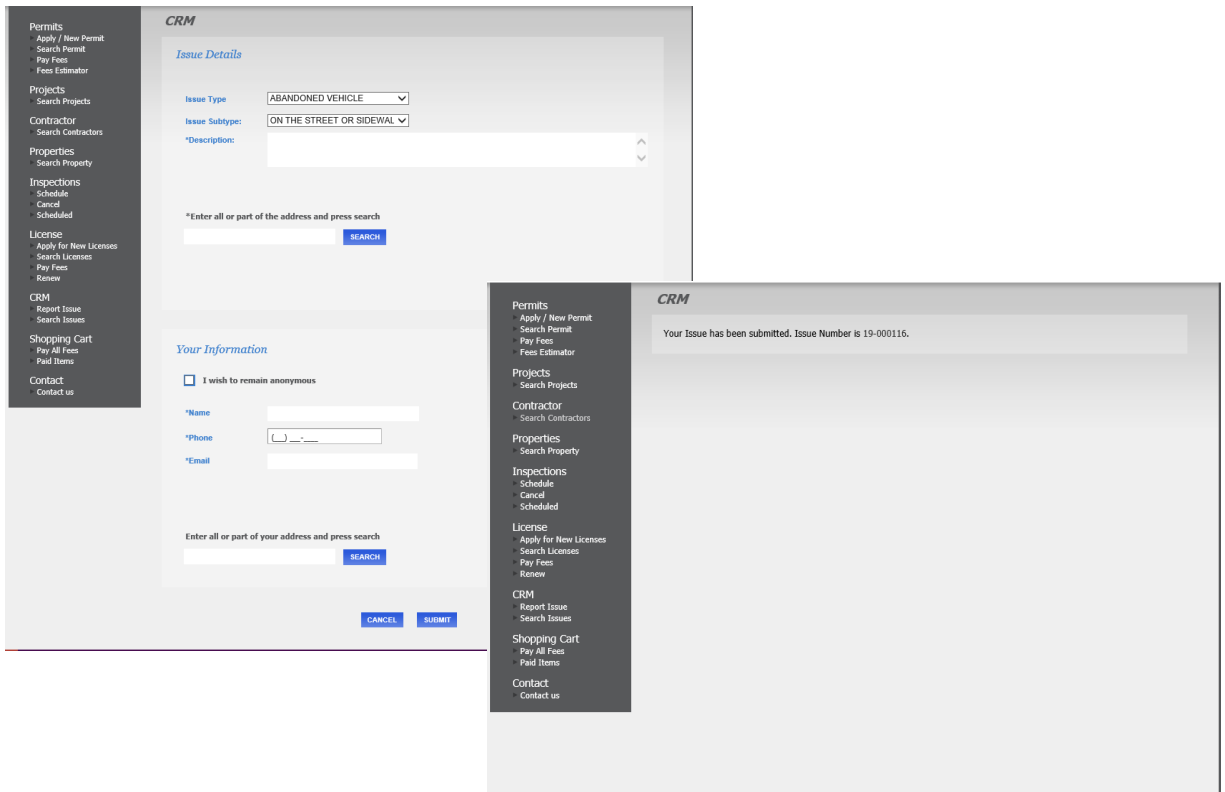 Permits
Apply / New Permit
Search Permit
Pay Fees
Fees Estimator
Projects
Search Projects
Contractor
Search Contractors
Properties
Search Property
Inspections
Schedule
Cancel
Scheduled
License
Apply for New Licenses
Search Licenses
Pay Fees
Renew
CRM
Report Issue
Search Issues
Shopping Cart
Pay All Fees
Paid Items
Contact
Contact us
CRM
Issue Details
Issue Type ABANDONED VEHICLE
Issue Subtype: ON THE STREET OR SIDEWAL
*Description:
*Enter all or part of the address and press search
SEARCH
Your Information
I wish to remain anonymous
*Name
*Phone (__) __-___
*Email
Enter all or part of your address and press search
SEARCH
CANCEL SUBMIT
Permits
Apply / New Permit
Search Permit
Pay Fees
Fees Estimator
Projects
Search Projects
Contractor
Search Contractors
Properties
Search Property
Inspections
Schedule
Cancel
Scheduled
License
Apply for New Licenses
Search Licenses
Pay Fees
Renew
CRM
Report Issue
Search Issues
Shopping Cart
Pay All Fees
Paid Items
Contact
Contact us
CRM
Your Issue has been submitted. Issue Number is 19-000116.